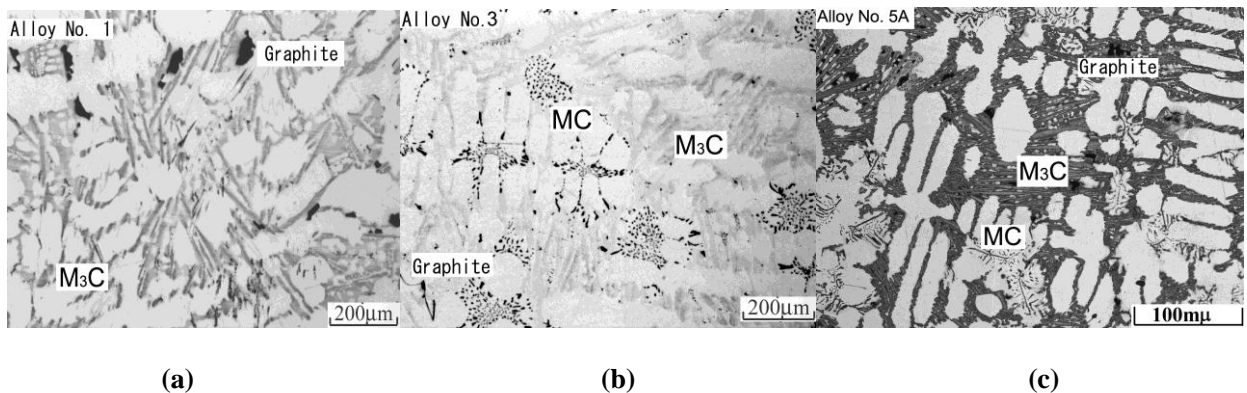 Alloy No. 1
Graphite
M₃C
200μm
Alloy No.3
MC
M₃C
Graphite
200μm
Alloy No. 5A
Graphite
M₃C
MC
100mμ
(a)
(b)
(c)